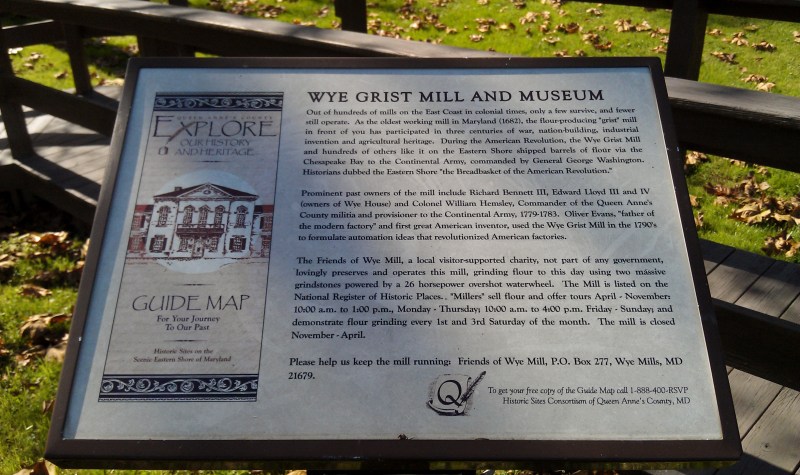 QUEEN ANNE'S COUNTY
EXPLORE
OUR HISTORY
AND HERITAGE
GUIDE MAP
For Your Journey
To Our Past
Historic Sites on the
Scenic Eastern Shore of Maryland
WYE GRIST MILL AND MUSEUM
Out of hundreds of mills on the East Coast in colonial times, only a few survive, and fewer
still operate. As the oldest working mill in Maryland (1682), the flour-producing "grist" mill
in front of you has participated in three centuries of war, nation-building, industrial
invention and agricultural heritage. During the American Revolution, the Wye Grist Mill
and hundreds of others like it on the Eastern Shore shipped barrels of flour via the
Chesapeake Bay to the Continental Army, commanded by General George Washington.
Historians dubbed the Eastern Shore "the Breadbasket of the American Revolution."
Prominent past owners of the mill include Richard Bennett III, Edward Lloyd III and IV
(owners of Wye House) and Colonel William Hemsley, Commander of the Queen Anne's
County militia and provisioner to the Continental Army, 1779-1783. Oliver Evans, "father of
the modern factory" and first great American inventor, used the Wye Grist Mill in the 1790's
to formulate automation ideas that revolutionized American factories.
The Friends of Wye Mill, a local visitor-supported charity, not part of any government,
lovingly preserves and operates this mill, grinding flour to this day using two massive
grindstones powered by a 26 horsepower overshot waterwheel. The Mill is listed on the
National Register of Historic Places. . "Millers" sell flour and offer tours April - November:
10:00 a.m. to 1:00 p.m., Monday - Thursday; 10:00 a.m. to 4:00 p.m. Friday - Sunday; and
demonstrate flour grinding every 1st and 3rd Saturday of the month. The mill is closed
November - April.
Please help us keep the mill running: Friends of Wye Mill, P.O. Box 277, Wye Mills, MD
21679.
Q
To get your free copy of the Guide Map call 1-888-400-RSVP
Historic Sites Consortium of Queen Anne's County, MD